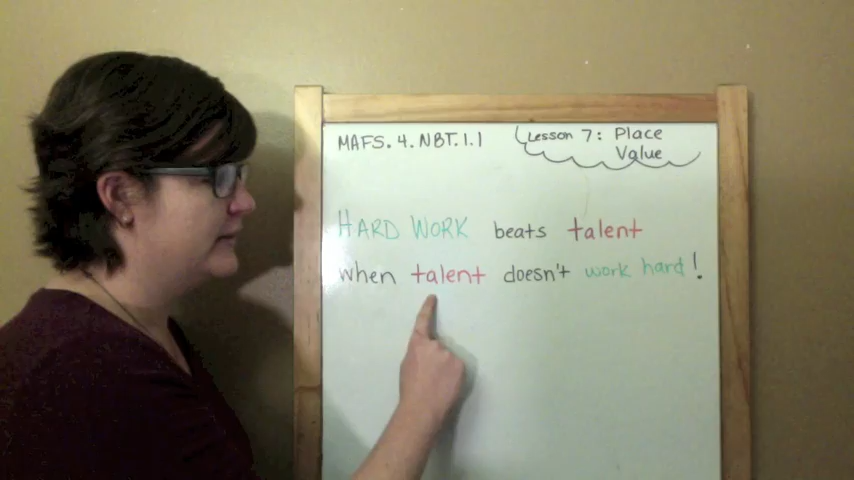 MAFS.4.NBT.1.1
Lesson 7: Place
Value
HARD WORK beats talent
when talent doesn't work hard!